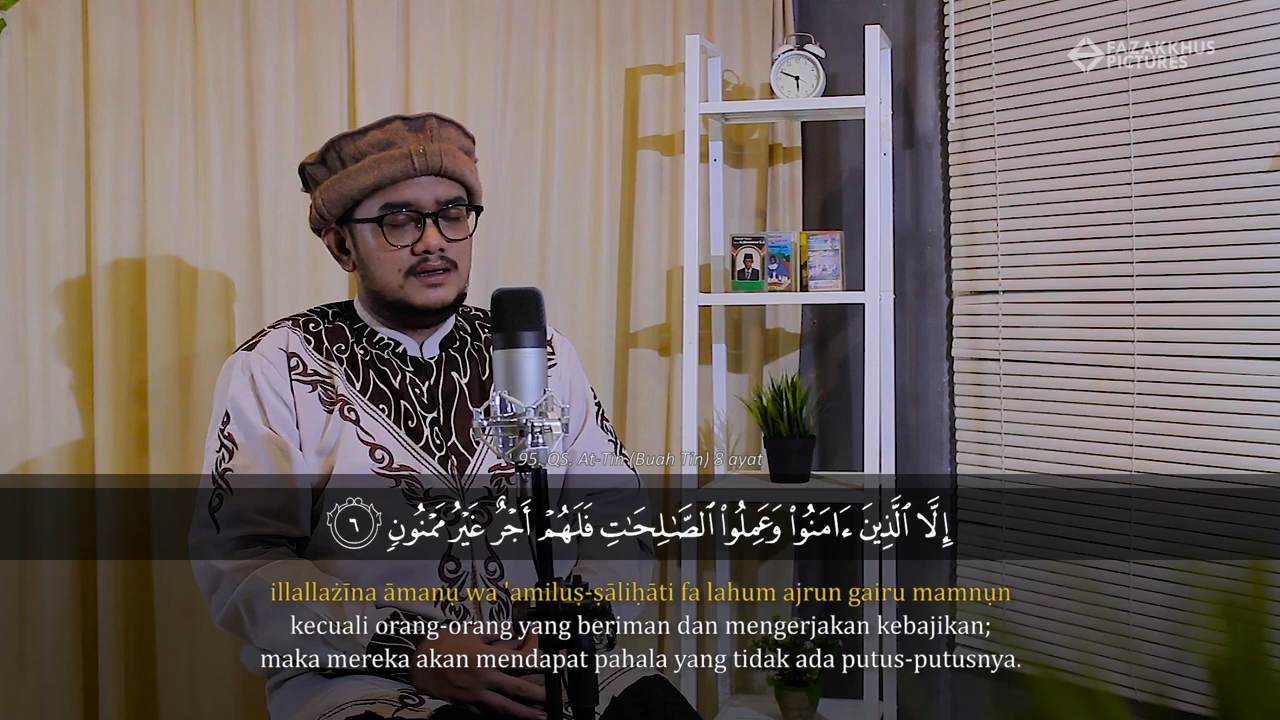 FAZAKKHUS
PICTURES
95. QS. At-Tin (Buah Tin) 8 ayat
إِلَّا ٱلَّذِينَ ءَامَنُوا۟ وَعَمِلُوا۟ ٱلصَّـٰلِحَـٰتِ فَلَهُمْ أَجْرٌ غَيْرُ مَمْنُونٍ ٦
illallażīna āmanụ wa 'amiluṣ-ṣāliḥāti fa lahum ajrun gairu mamnụn
kecuali orang-orang yang beriman dan mengerjakan kebajikan;
maka mereka akan mendapat pahala yang tidak ada putus-putusnya.